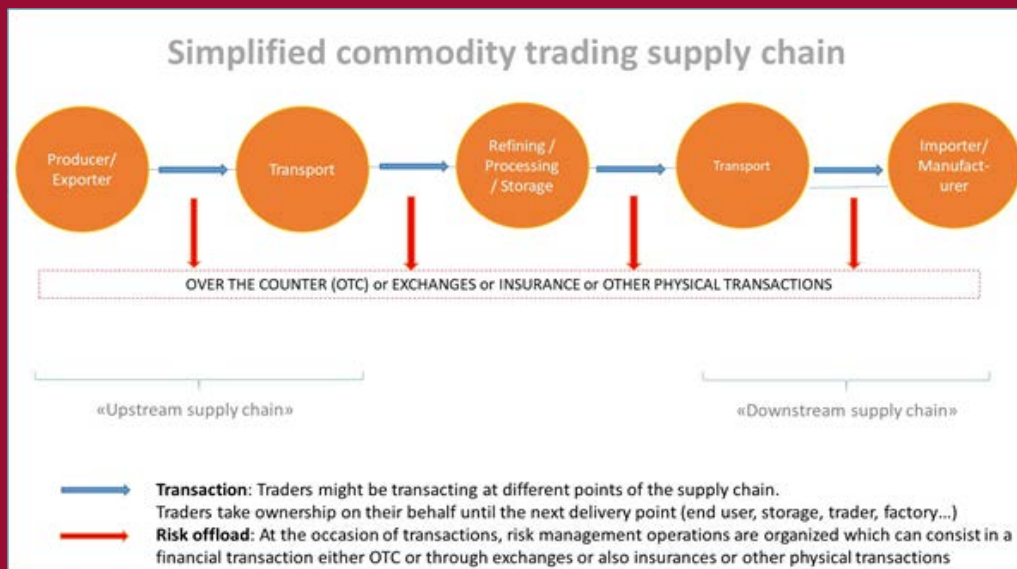 Simplified commodity trading supply chain
Producer/
Exporter
Transport
Refining /
Processing
/ Storage
Transport
Importer/
Manufact-
urer
OVER THE COUNTER (OTC) or EXCHANGES or INSURANCE or OTHER PHYSICAL TRANSACTIONS
«Upstream supply chain»
«Downstream supply chain»
Transaction: Traders might be transacting at different points of the supply chain.
Traders take ownership on their behalf until the next delivery point (end user, storage, trader, factory...)
Risk offload: At the occasion of transactions, risk management operations are organized which can consist in a
financial transaction either OTC or through exchanges or also insurances or other physical transactions